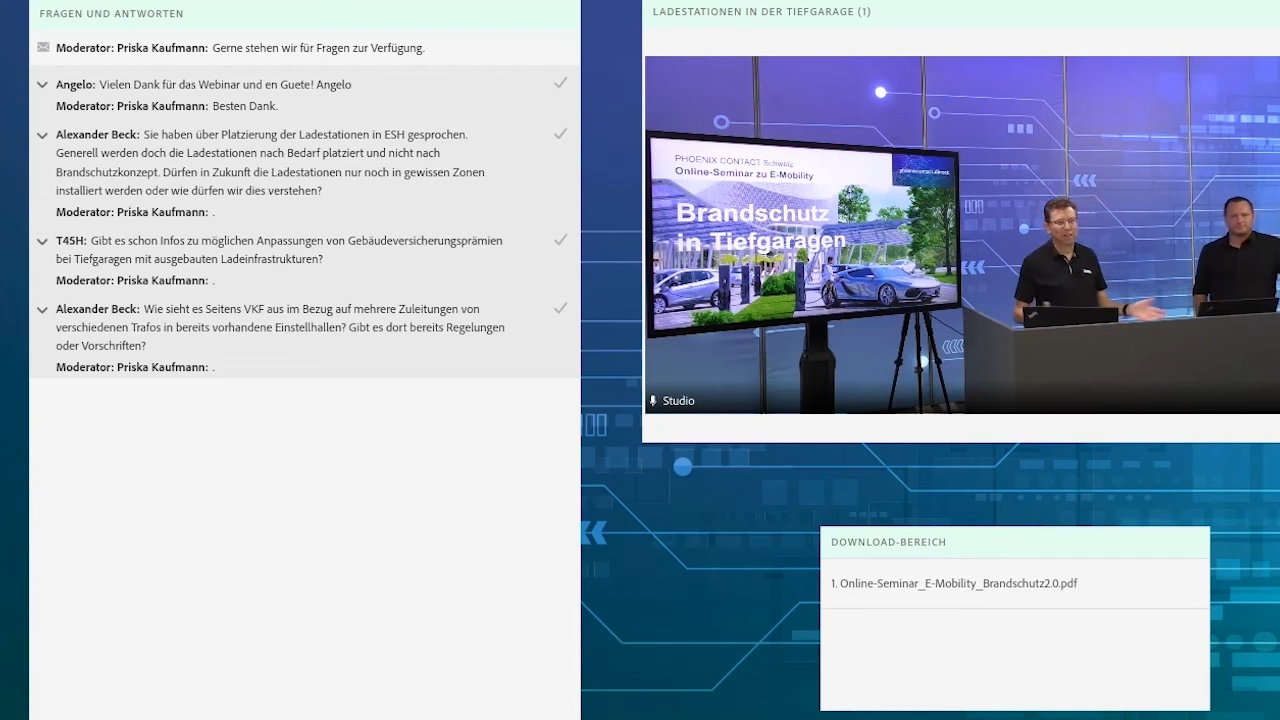 FRAGEN UND ANTWORTEN
Moderator: Priska Kaufmann: Gerne stehen wir für Fragen zur Verfügung.
Angelo: Vielen Dank für das Webinar und en Guete! Angelo
Moderator: Priska Kaufmann: Besten Dank.
Alexander Beck: Sie haben über Platzierung der Ladestationen in ESH gesprochen.
Generell werden doch die Ladestationen nach Bedarf platziert und nicht nach
Brandschutzkonzept. Dürfen in Zukunft die Ladestationen nur noch in gewissen Zonen
installiert werden oder wie dürfen wir dies verstehen?
Moderator: Priska Kaufmann: .
T4SH: Gibt es schon Infos zu möglichen Anpassungen von Gebäudeversicherungsprämien
bei Tiefgaragen mit ausgebauten Ladeinfrastrukturen?
Moderator: Priska Kaufmann: .
Alexander Beck: Wie sieht es Seitens VKF aus im Bezug auf mehrere Zuleitungen von
verschiedenen Trafos in bereits vorhandene Einstellhallen? Gibt es dort bereits Regelungen
oder Vorschriften?
Moderator: Priska Kaufmann: .
LADESTATIONEN IN DER TIEFGARAGE (1)
PHOENIX CONTACT Schweiz
Online-Seminar zu E-Mobility
Brandschutz
in Tiefgaragen
Studio
DOWNLOAD-BEREICH
1. Online-Seminar_E-Mobility_Brandschutz2.0.pdf